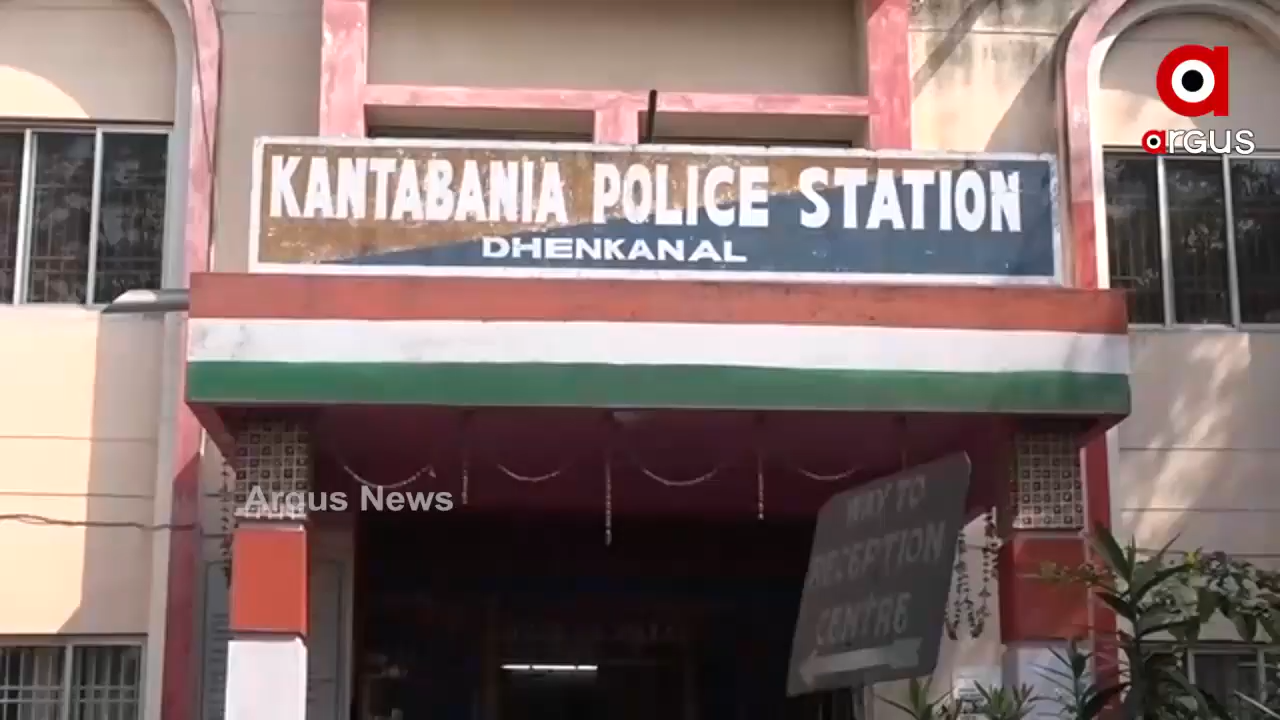 argus
KANTABANIA POLICE STATION
DHENKANAL
Argus News
WAY TO
RECEPTION
CENTRE